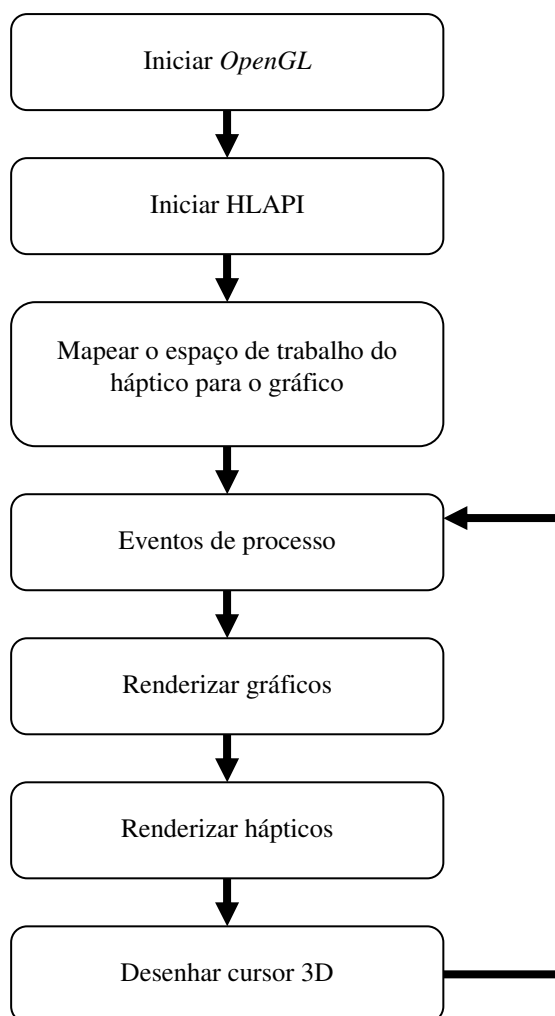 Iniciar OpenGL
Iniciar HLAPI
Mapear o espaço de trabalho do
háptico para o gráfico
Eventos de processo
Renderizar gráficos
Renderizar hápticos
Desenhar cursor 3D